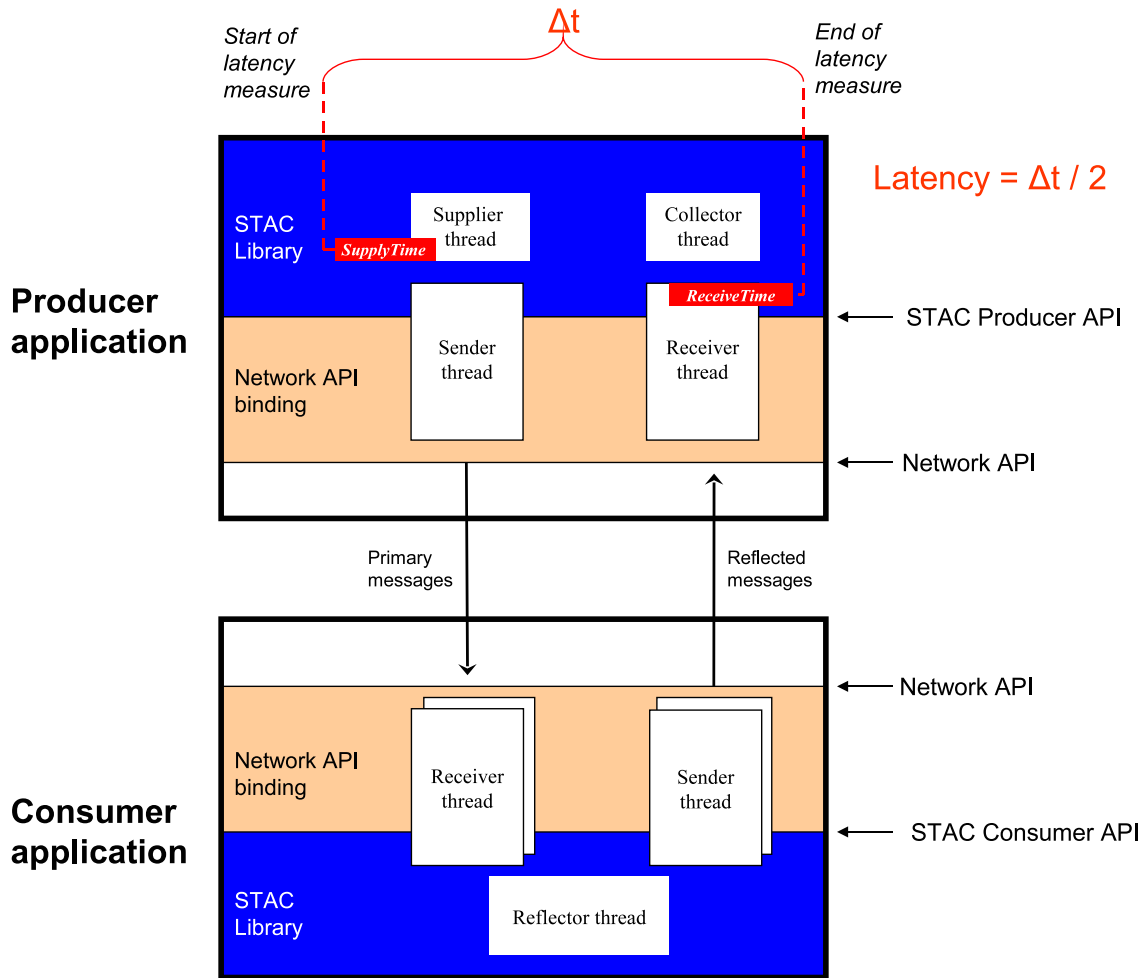 Δt
Start of
latency
measure
End of
latency
measure
Latency = Δt / 2
STAC
Library
Supplier
thread
Collector
thread
SupplyTime
ReceiveTime
Producer
application
STAC Producer API
Sender
thread
Receiver
thread
Network API
binding
Network API
Primary
messages
Reflected
messages
Network API
Network API
binding
Receiver
thread
Sender
thread
Consumer
application
STAC Consumer API
STAC
Library
Reflector thread